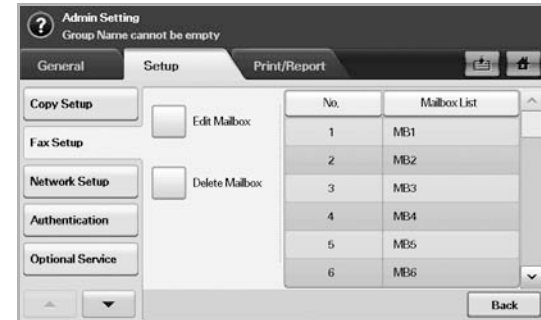 Admin Setting
Group Name cannot be empty
General
Setup
Print/Report
Copy Setup
Fax Setup
Network Setup
Authentication
Optional Service
Edit Mailbox
Delete Mailbox
No. Mailbox List
1 MB1
2 MB2
3 MB3
4 MB4
5 MB5
6 MB6
Back